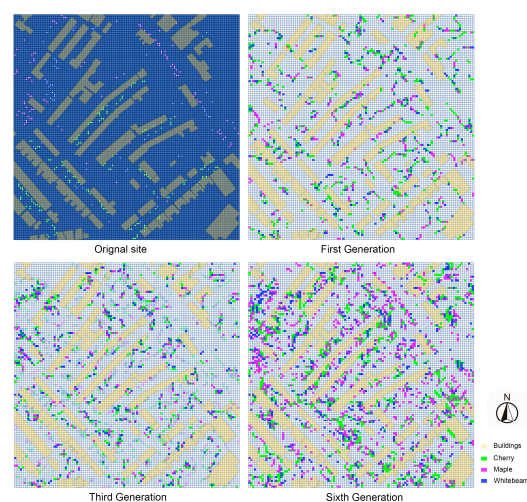 Orignal site
First Generation
Third Generation
Sixth Generation
N
Buildings
Cherry
Maple
Whitebeam